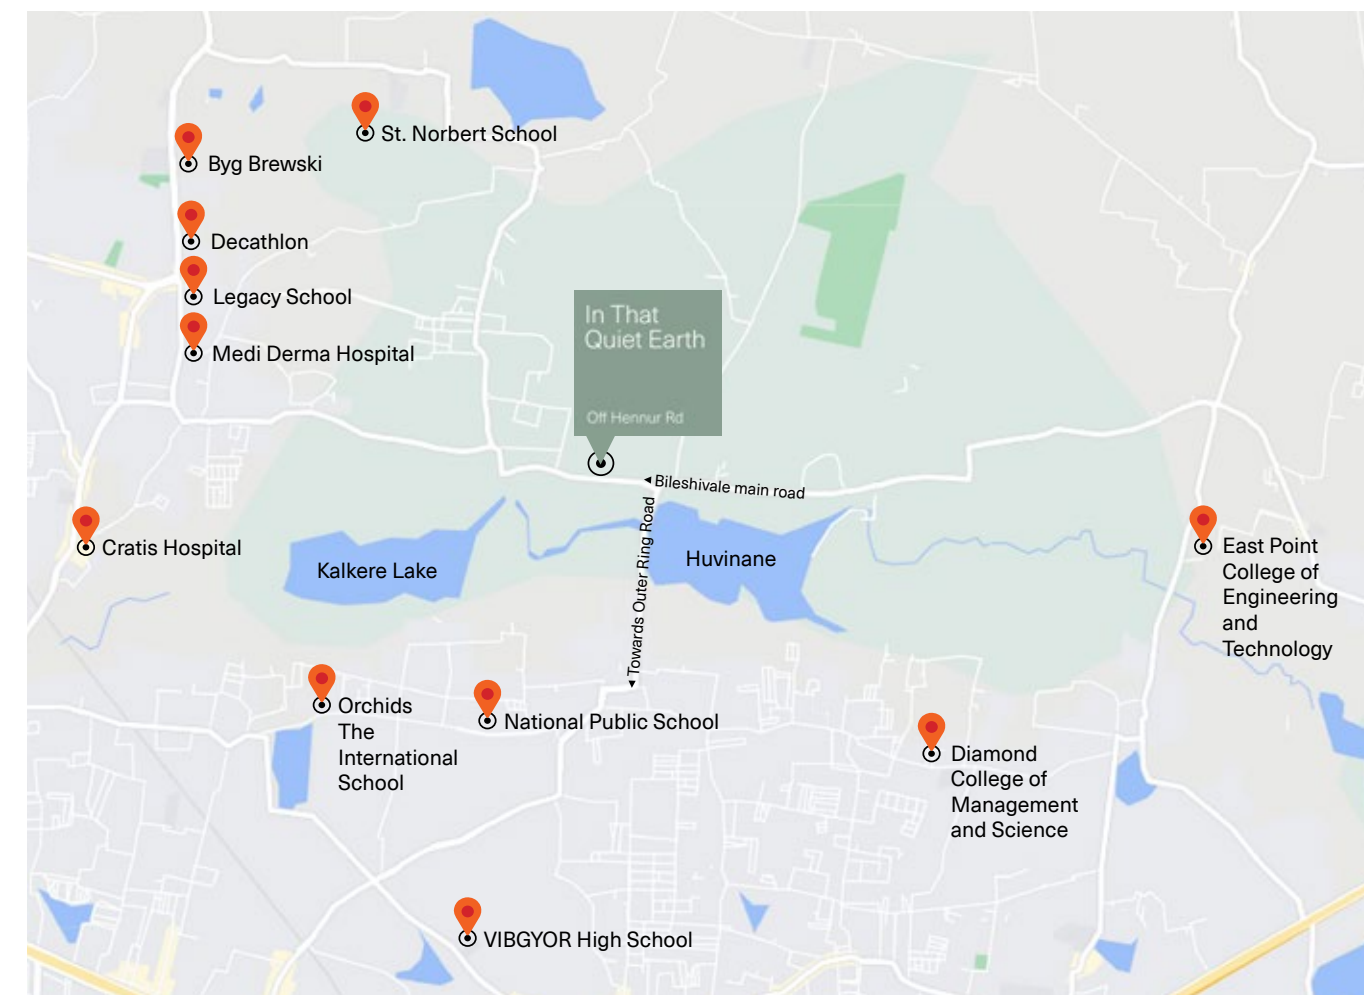 St. Norbert School
Byg Brewski
Decathlon
Legacy School
Medi Derma Hospital
In That
Quiet Earth
Off Hennur Rd
Bileshivale main road
Towards Outer Ring Road
Cratis Hospital
Kalkere Lake
Huvinane
East Point
College of
Engineering
and
Technology
Orchids
The
International
School
National Public School
Diamond
College of
Management
and Science
VIBGYOR High School